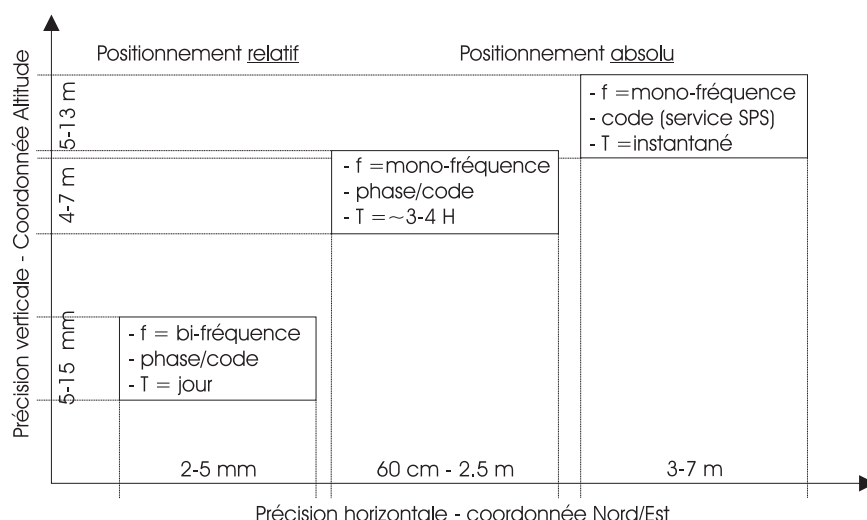 Positionnement relatif
Positionnement absolu
- f =mono-fréquence
- code (service SPS)
- T =instantané
- f =mono-fréquence
- phase/code
- T =~3-4 H
- f = bi-fréquence
- phase/code
- T = jour
Précision verticale - Coordonnée Altitude
5-13 m
4-7 m
5-15 mm
2-5 mm
60 cm - 2.5 m
3-7 m
Précision horizontale - coordonnée Nord/Est